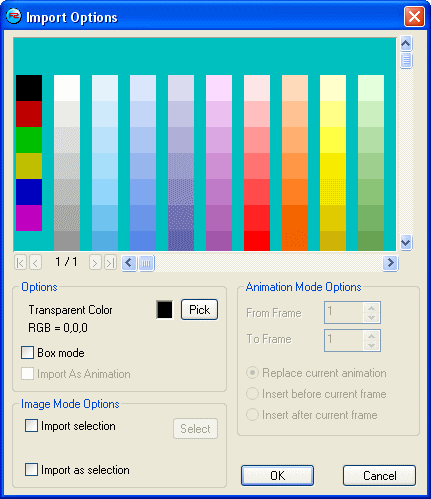 Import Options
1 / 1
Options
Transparent Color
Pick
RGB = 0,0,0
Box mode
Import As Animation
Image Mode Options
Import selection
Select
Import as selection
Animation Mode Options
From Frame
1
To Frame
1
Replace current animation
Insert before current frame
Insert after current frame
OK
Cancel